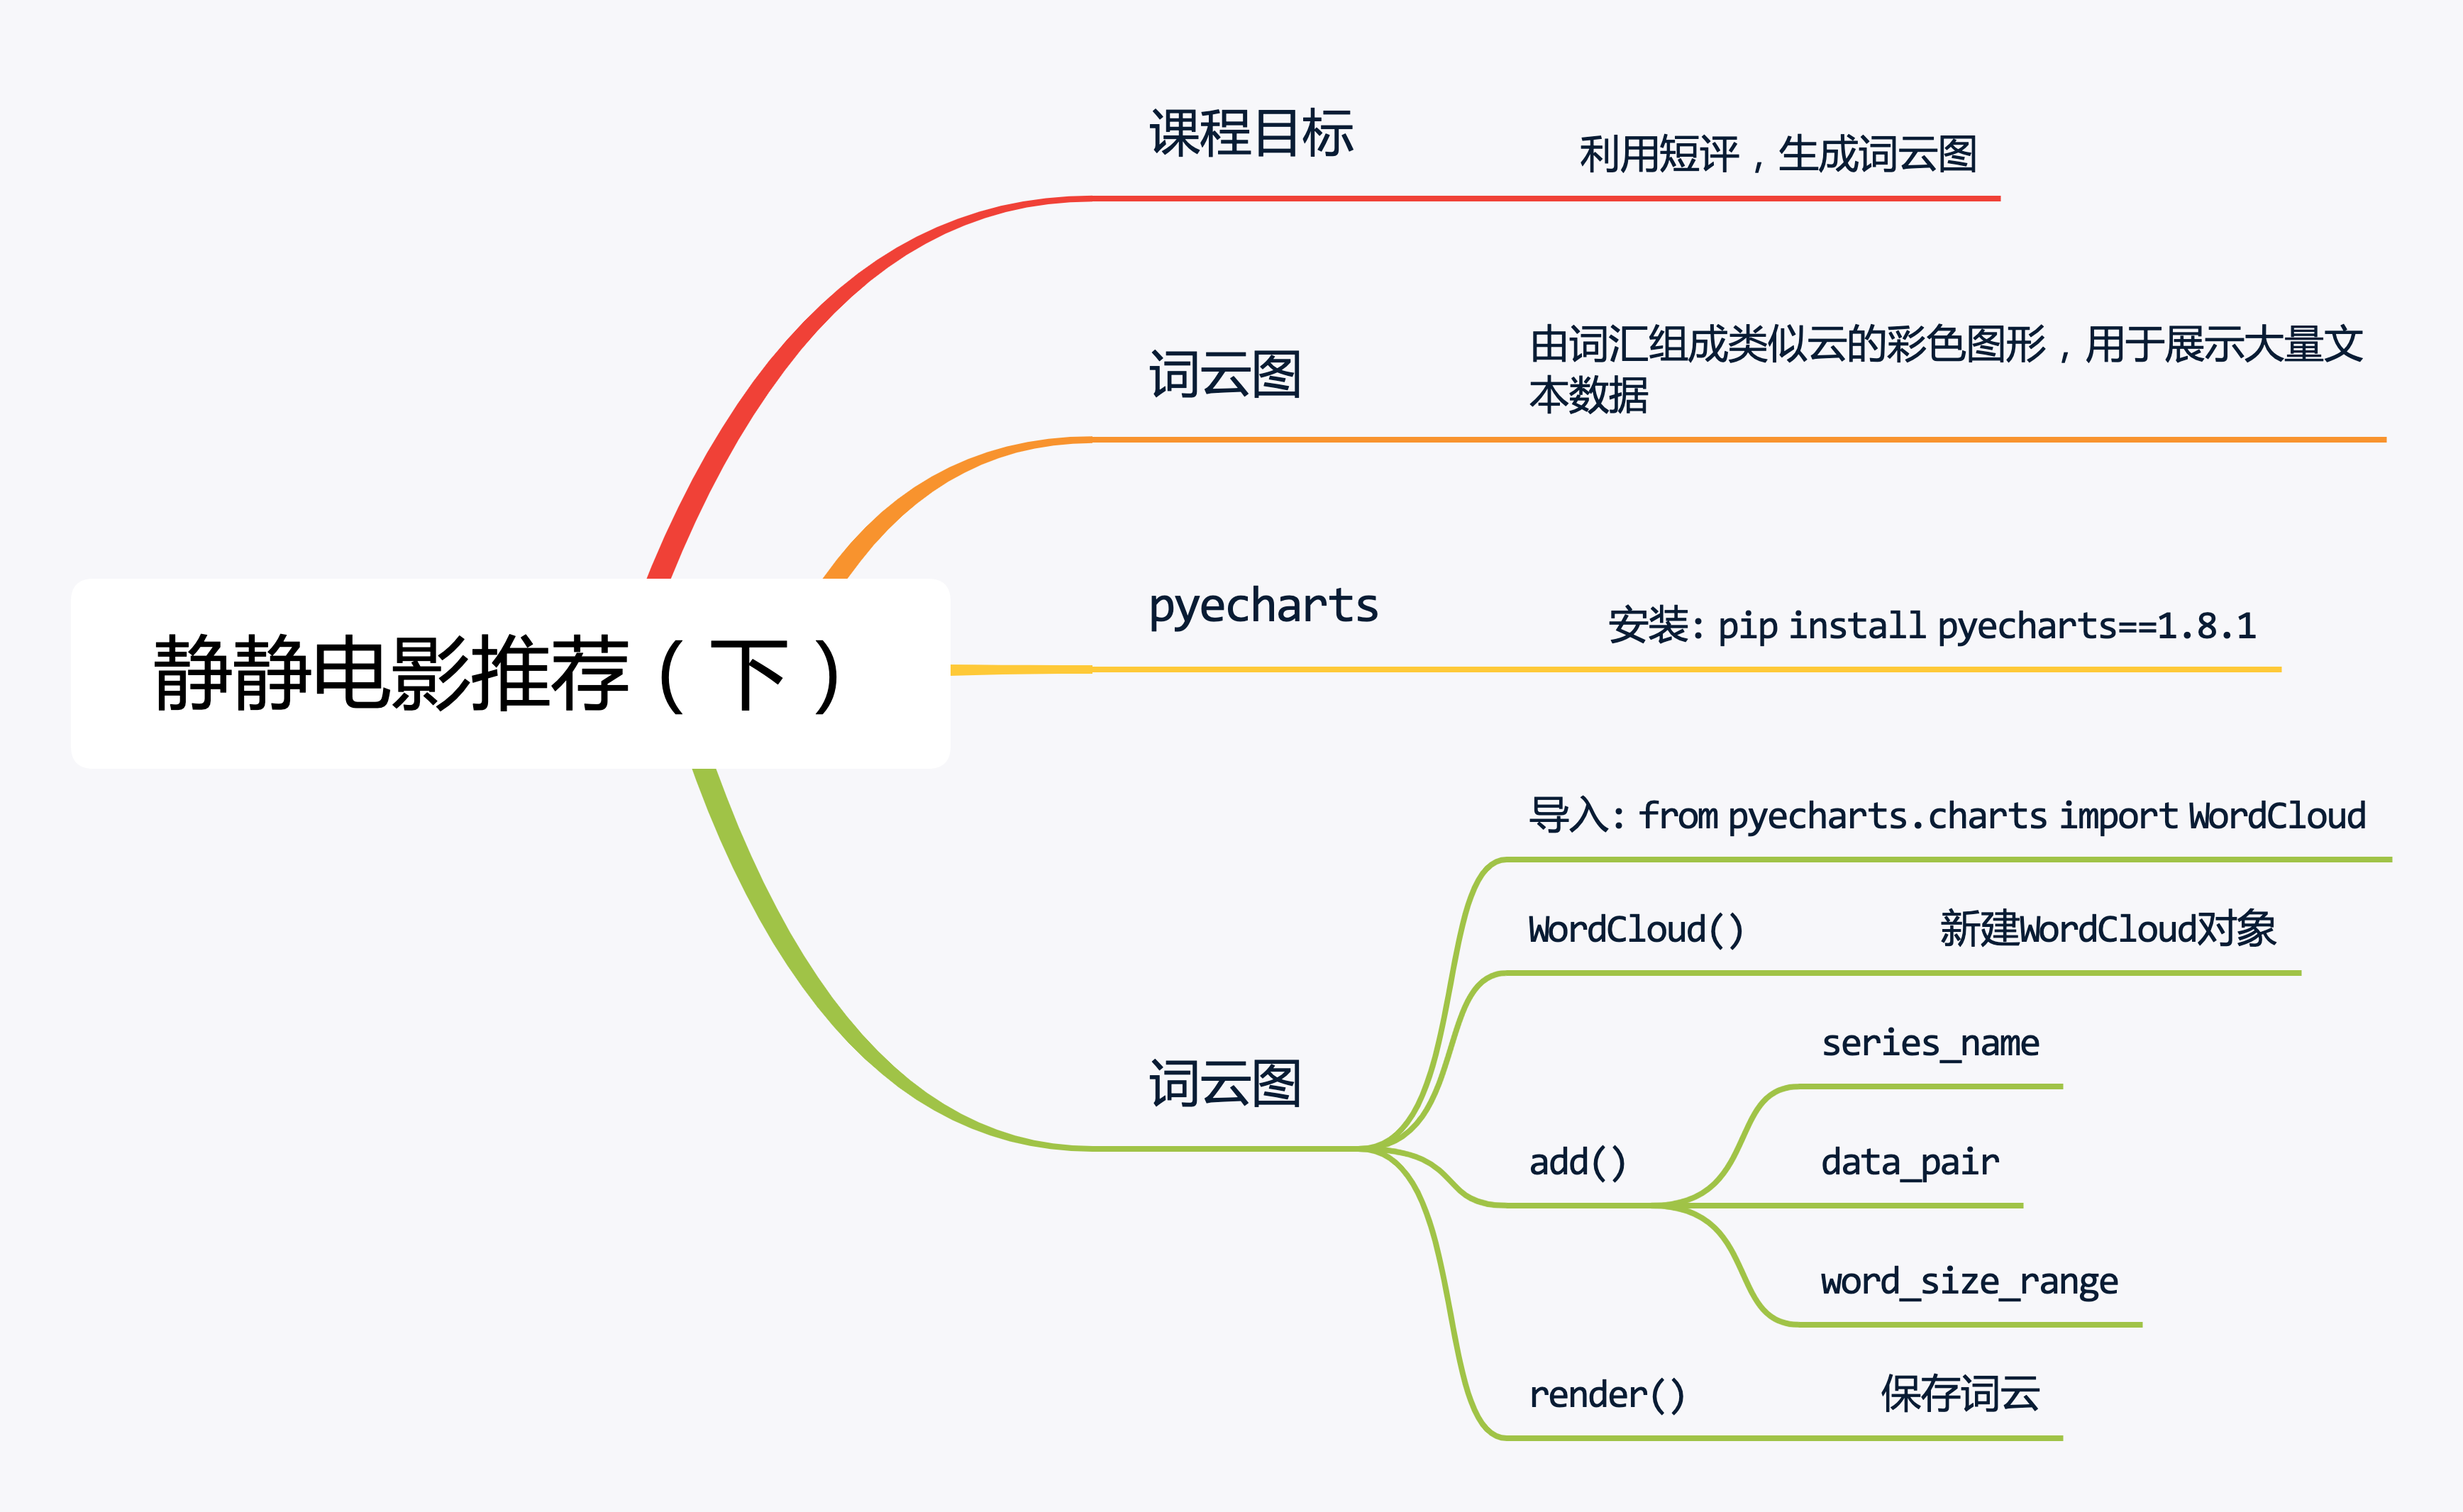 静静电影推荐（下）
课程目标
利用短评，生成词云图
词云图
由词汇组成类似云的彩色图形，用于展示大量文
本数据
pyecharts
安装: pip install pyecharts==1.8.1
词云图
导入: from pyecharts.charts import WordCloud
WordCloud()
新建WordCloud对象
add()
series_name
data_pair
word_size_range
render()
保存词云